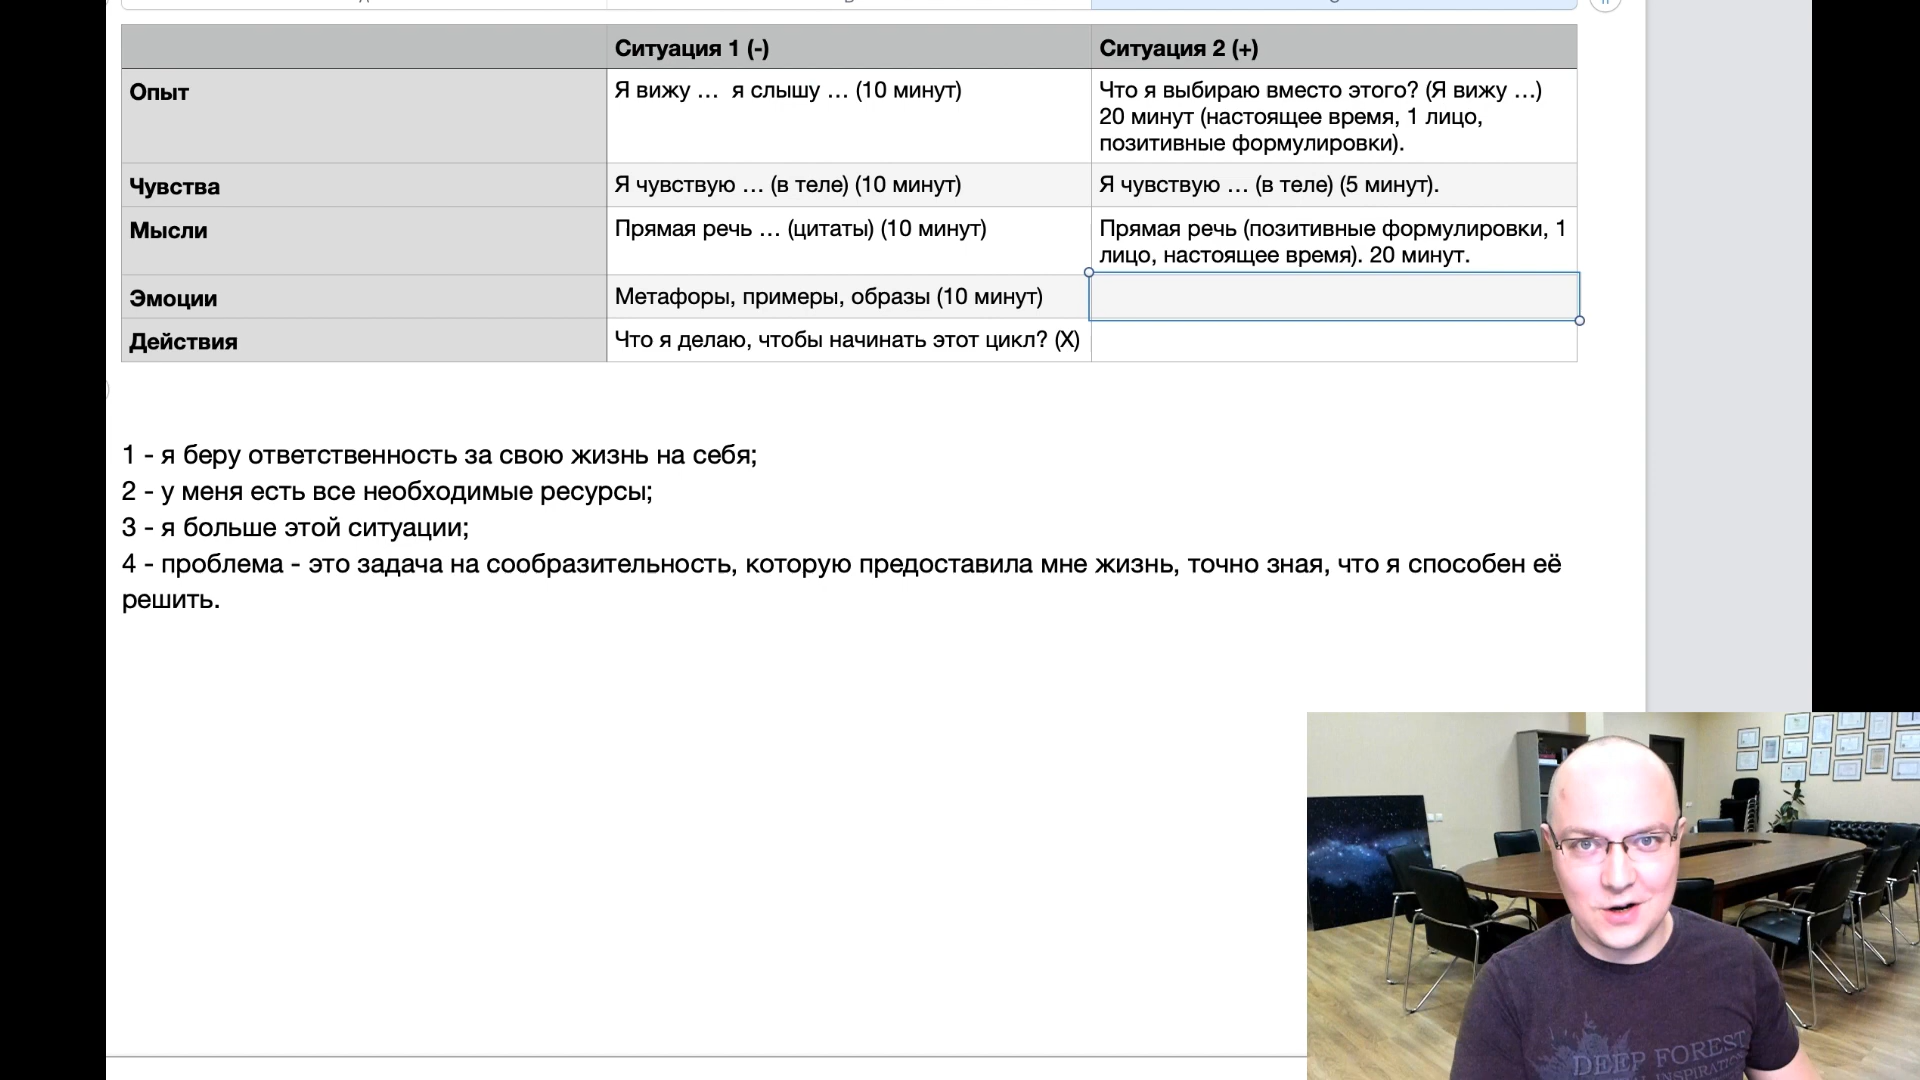 Ситуация 1 (-)
Ситуация 2 (+)
Опыт
Я вижу … я слышу … (10 минут)
Что я выбираю вместо этого? (Я вижу …)
20 минут (настоящее время, 1 лицо,
позитивные формулировки).
Чувства
Я чувствую … (в теле) (10 минут)
Я чувствую … (в теле) (5 минут).
Мысли
Прямая речь … (цитаты) (10 минут)
Прямая речь (позитивные формулировки, 1
лицо, настоящее время). 20 минут.
Эмоции
Метафоры, примеры, образы (10 минут)
Действия
Что я делаю, чтобы начинать этот цикл? (X)
1 - я беру ответственность за свою жизнь на себя;
2 - у меня есть все необходимые ресурсы;
3 - я больше этой ситуации;
4 - проблема - это задача на сообразительность, которую предоставила мне жизнь, точно зная, что я способен её
решить.
DEEP FOREST